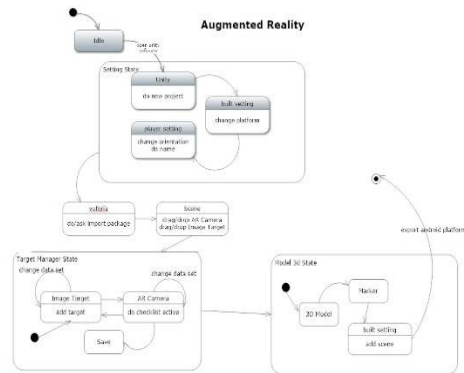 Augmented Reality
Idle
open unity
Setting State
Unity
do new project
built setting
change platform
player setting
change orientation
do name
vuforia
do/ask import package
Scene
drag/drop AR Camera
drag/drop Image Target
export android platform
Target Manager State
change data set
change data set
Image Target
add target
AR Camera
do checklist active
Save
Model 3d State
Marker
3D Model
built setting
add scene